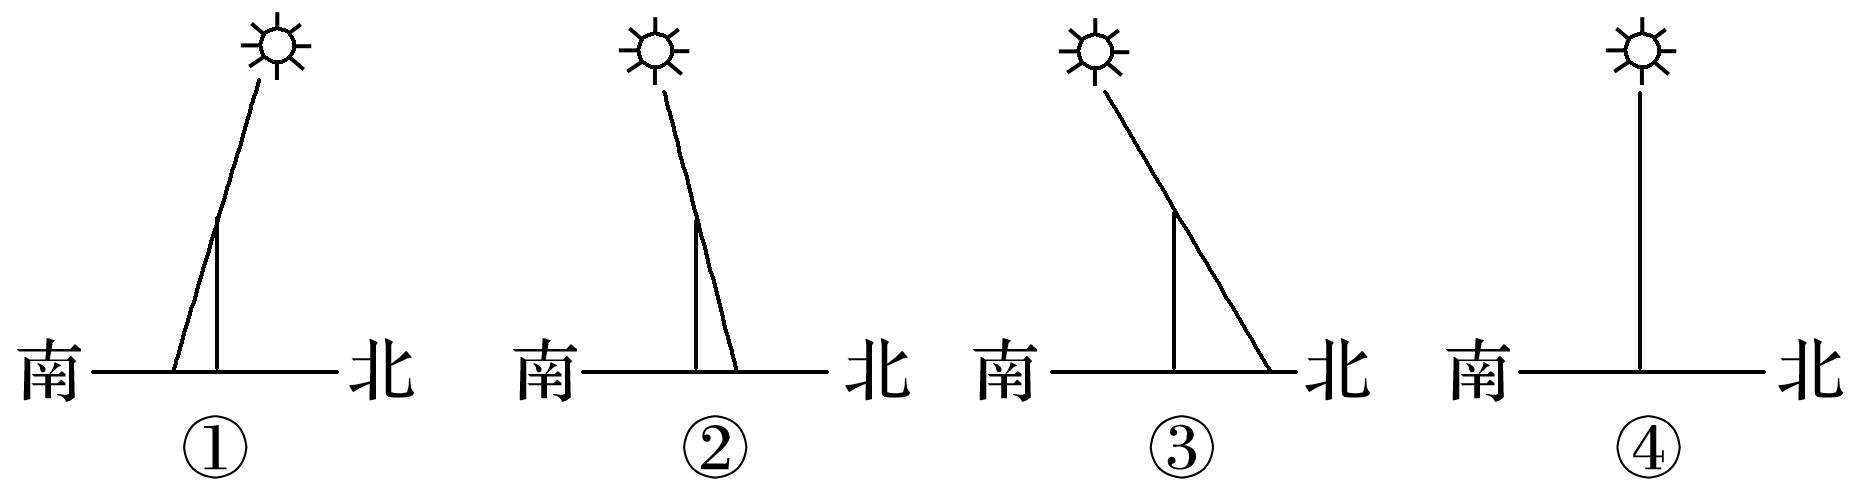 南 北 南 北 南 北 南 北
① ② ③ ④